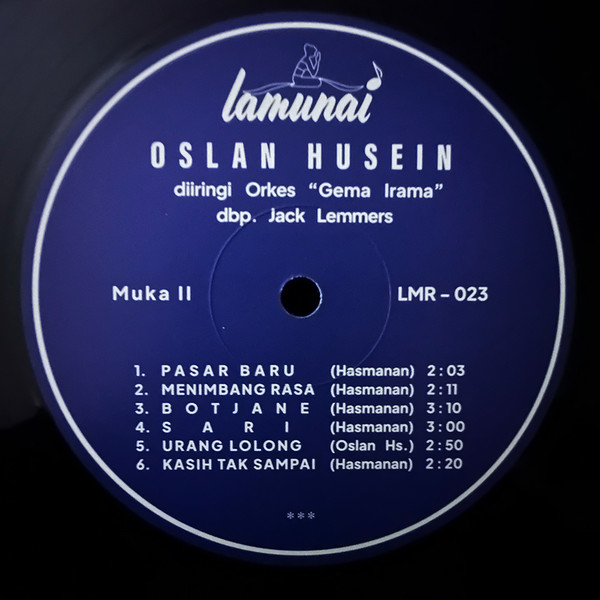 lamunai
OSLAN HUSEIN
diiringi Orkes “Gema Irama”
dbp. Jack Lemmers
Muka II
LMR – 023
1. PASAR BARU (Hasmanan) 2 : 03
2. MENIMBANG RASA (Hasmanan) 2 : 11
3. BOTJANE (Hasmanan) 3 : 10
4. SARI (Hasmanan) 3 : 00
5. URANG LOLONG (Oslan Hs.) 2 : 50
6. KASIH TAK SAMPAI (Hasmanan) 2 : 20
***